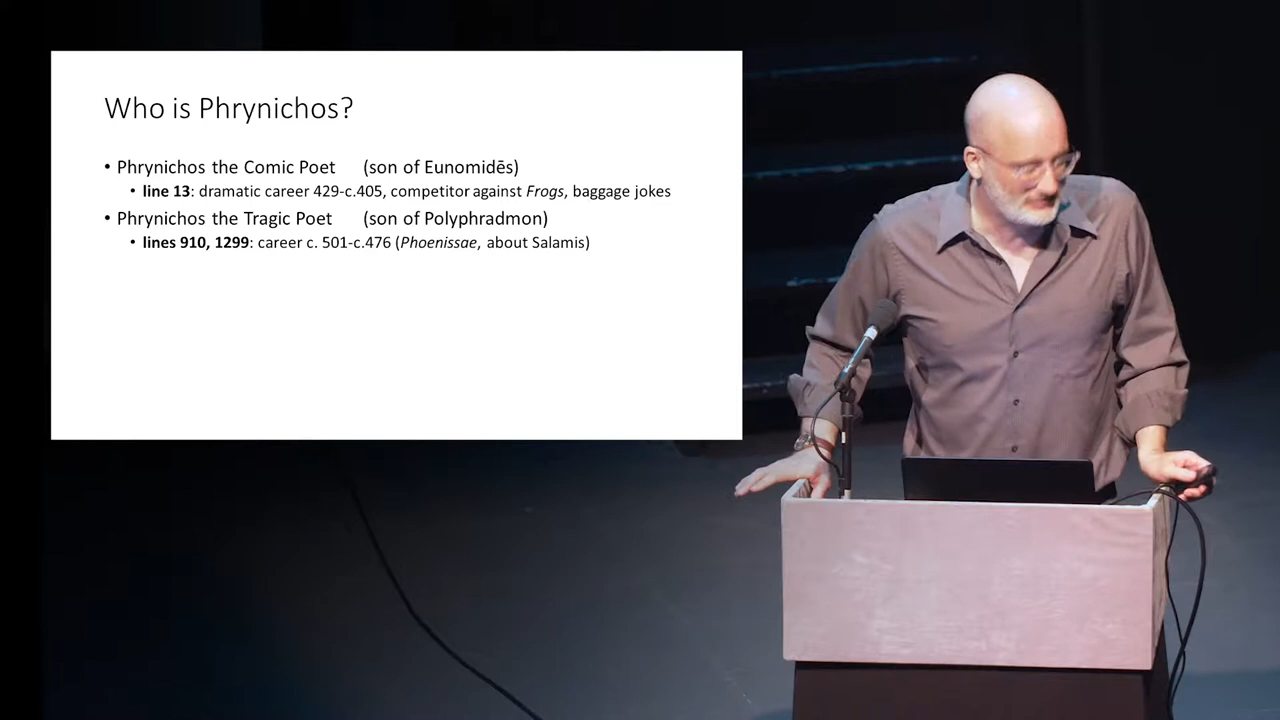 Who is Phrynichos?
• Phrynichos the Comic Poet (son of Eunomidēs)
• line 13: dramatic career 429-c.405, competitor against Frogs, baggage jokes
• Phrynichos the Tragic Poet (son of Polyphradmon)
• lines 910, 1299: career c. 501-c.476 (Phoenissae, about Salamis)